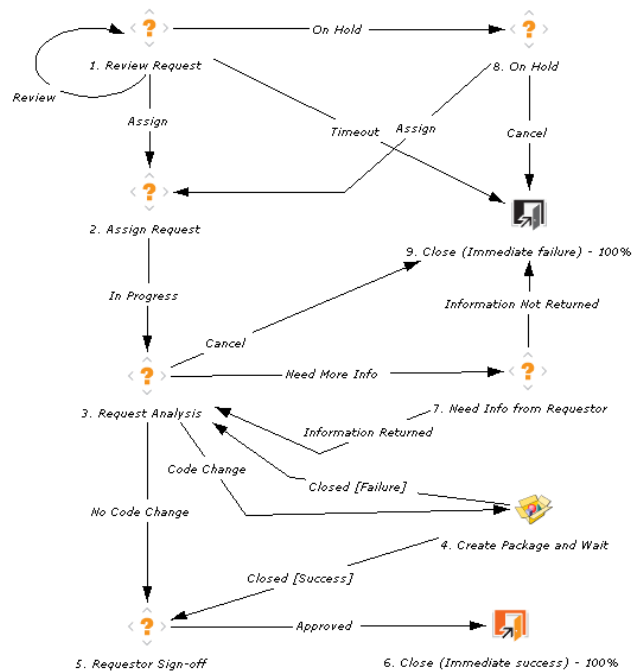 On Hold
1. Review Request
8. On Hold
Review
Assign
Timeout
Assign
Cancel
2. Assign Request
9. Close (Immediate failure) - 100%
In Progress
Information Not Returned
Cancel
Need More Info
3. Request Analysis
7. Need Info from Requestor
Information Returned
Code Change
Closed [Failure]
No Code Change
4. Create Package and Wait
Closed [Success]
Approved
5. Requestor Sign-off
6. Close (Immediate success) - 100%